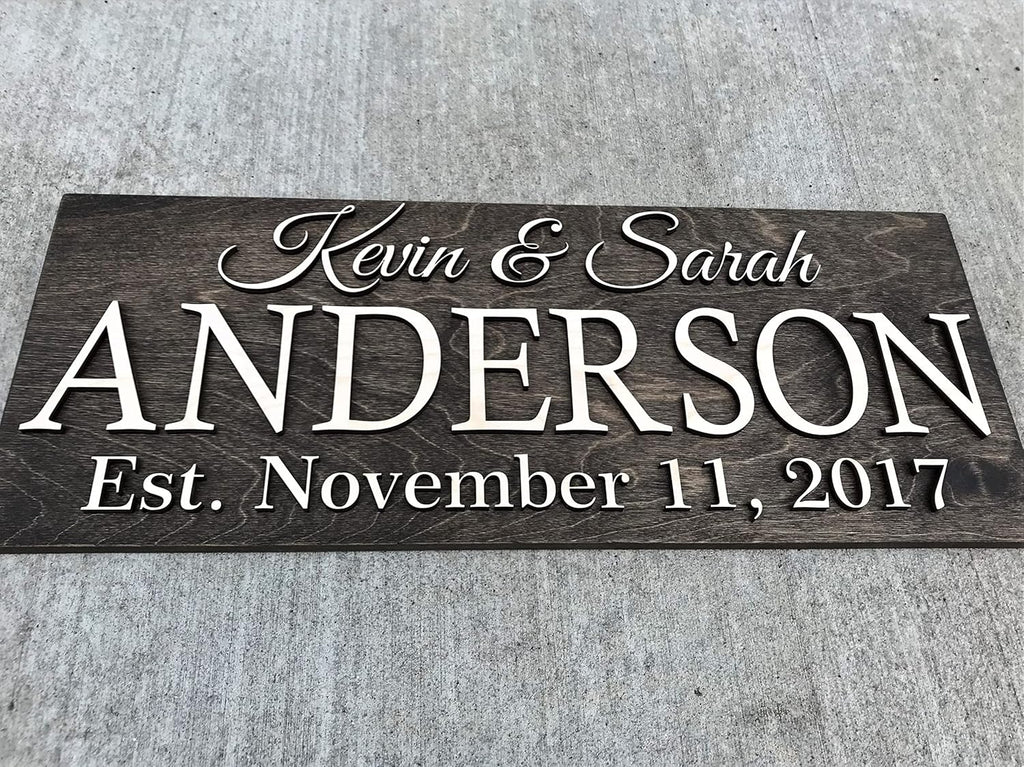 Kevin & Sarah
ANDERSON
Est. November 11, 2017